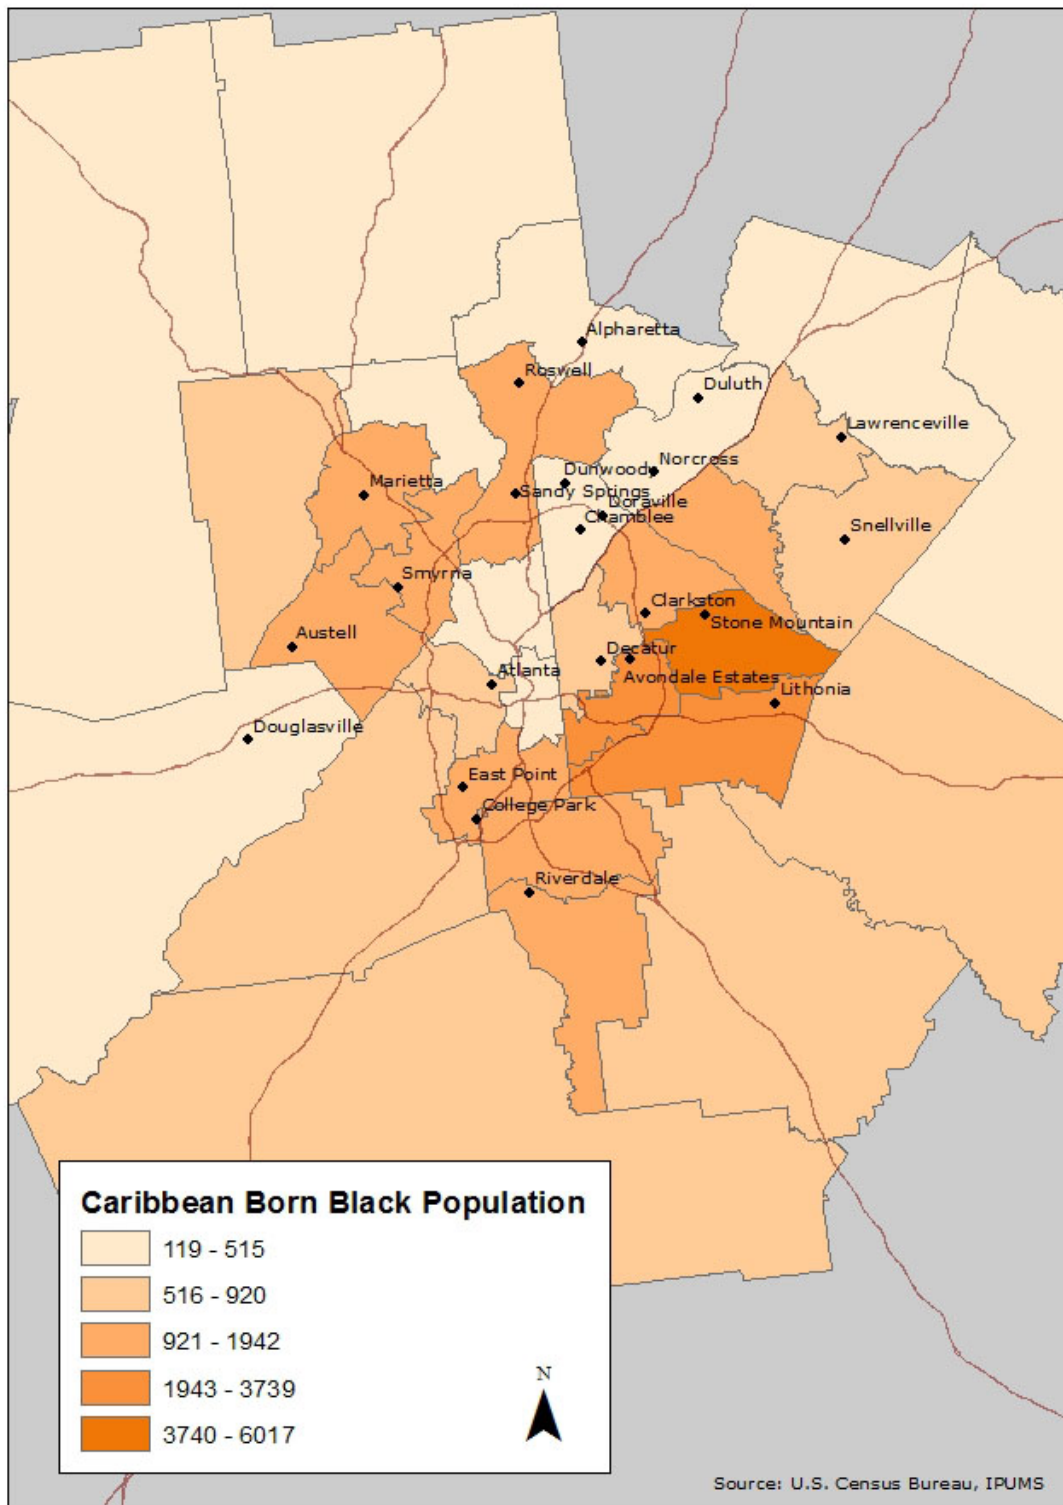 Alpharetta
Roswell
Duluth
Lawrenceville
Dunwoody
Norcross
Marietta
Sandy Springs
Doraville
Chamblee
Snellville
Smyrna
Clarkston
Stone Mountain
Austell
Decatur
Atlanta
Avondale Estates
Lithonia
Douglasville
East Point
College Park
Riverdale
Caribbean Born Black Population
119 - 515
516 - 920
921 - 1942
1943 - 3739
3740 - 6017
N
Source: U.S. Census Bureau, IPUMS